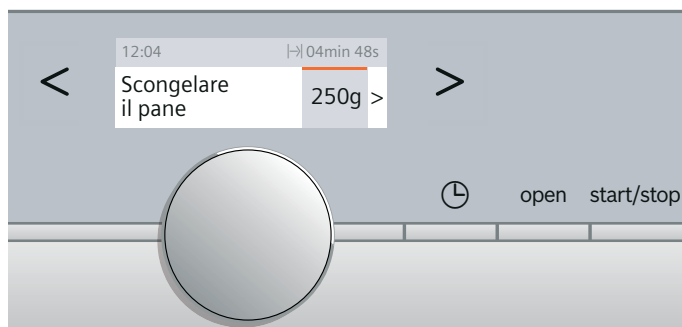 12:04 04min 48s
Scongelare
il pane
250g >
< >
open start/stop